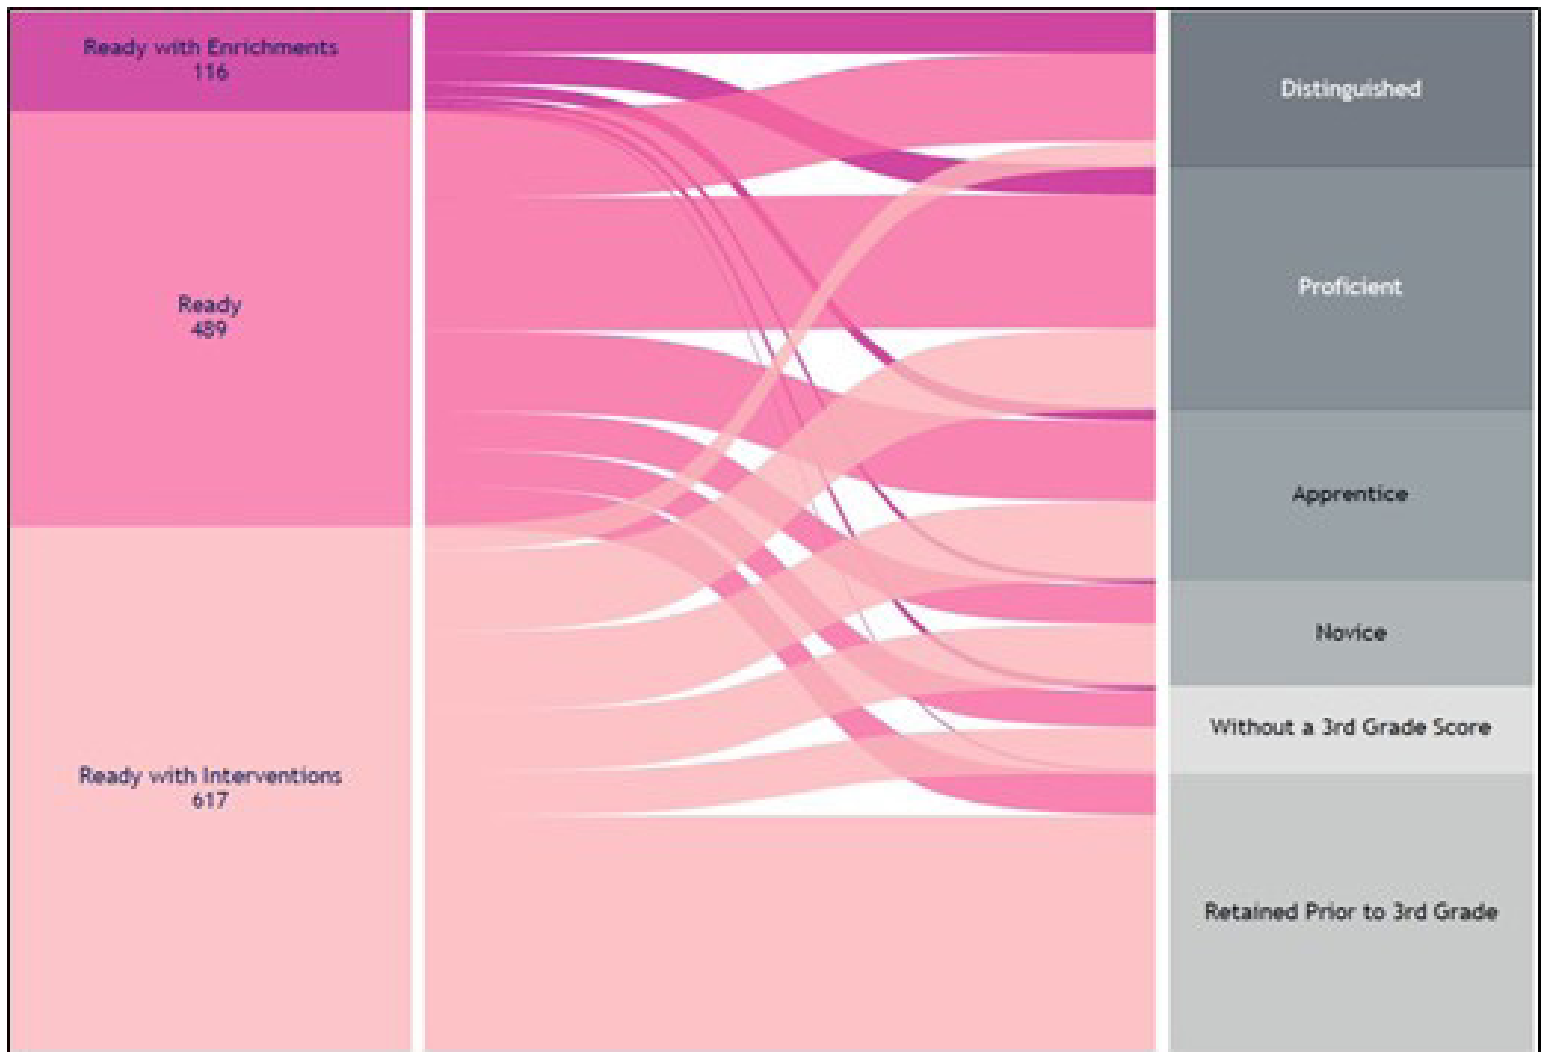 Ready with Enrichments
116
Ready
489
Ready with Interventions
617
Distinguished
Proficient
Apprentice
Novice
Without a 3rd Grade Score
Retained Prior to 3rd Grade